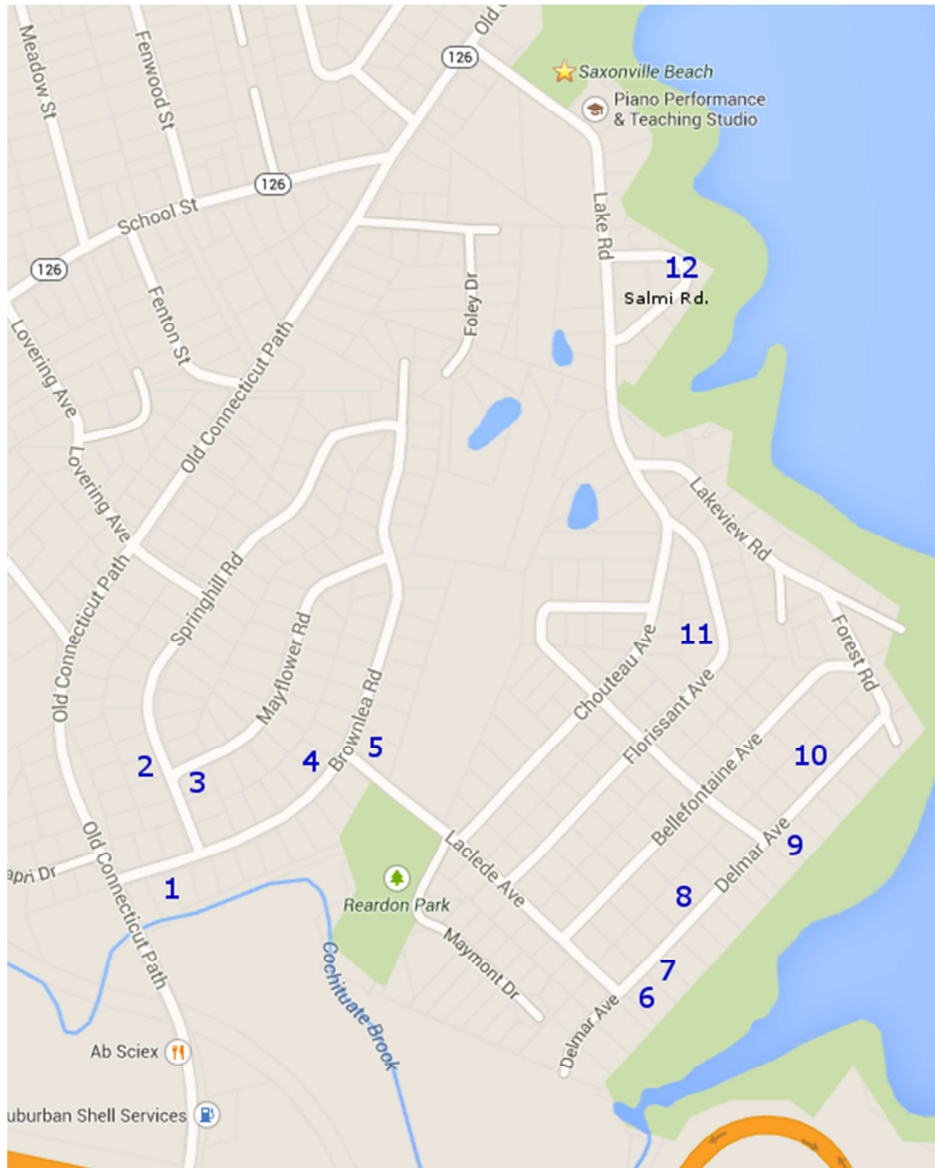 Meadow St
Fenwood St
126
Saxonville Beach
Piano Performance
& Teaching Studio
126
School St
126
Lake Rd
12
Salmi Rd.
Foley Dr
Fenton St
Lovering Ave
Old Connecticut Path
Lovering Ave
Lakeview Rd
Old Connecticut Path
Springhill Rd
Mayflower Rd
11
Forest Rd
Chouteau Ave
Brownlea Rd
Florissant Ave
2
3
4
5
10
Bellefontaine Ave
Old Connecticut Path
9
Delmar Ave
1
Laclede Ave
8
Reardon Park
Maymont Dr
7
6
Cochituate Brook
Delmar Ave
Ab Sciex
uburban Shell Services